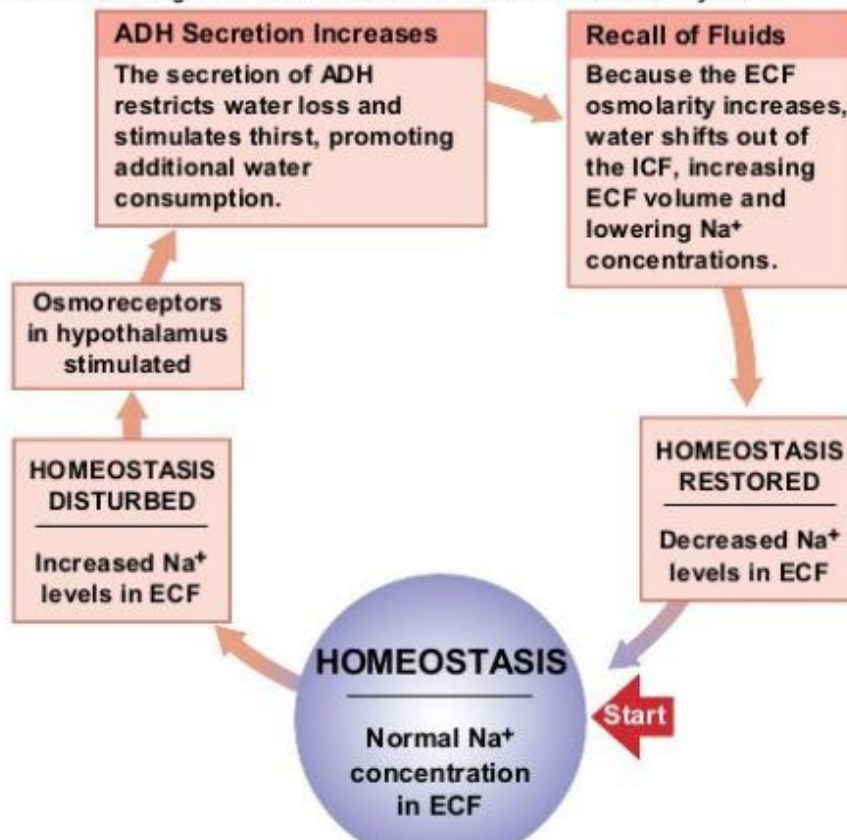 ADH Secretion Increases
The secretion of ADH
restricts water loss and
stimulates thirst, promoting
additional water
consumption.
Recall of Fluids
Because the ECF
osmolarity increases,
water shifts out of
the ICF, increasing
ECF volume and
lowering Na⁺
concentrations.
Osmoreceptors
in hypothalamus
stimulated
HOMEOSTASIS
DISTURBED
Increased Na⁺
levels in ECF
HOMEOSTASIS
RESTORED
Decreased Na⁺
levels in ECF
HOMEOSTASIS
Normal Na⁺
concentration
in ECF
Start